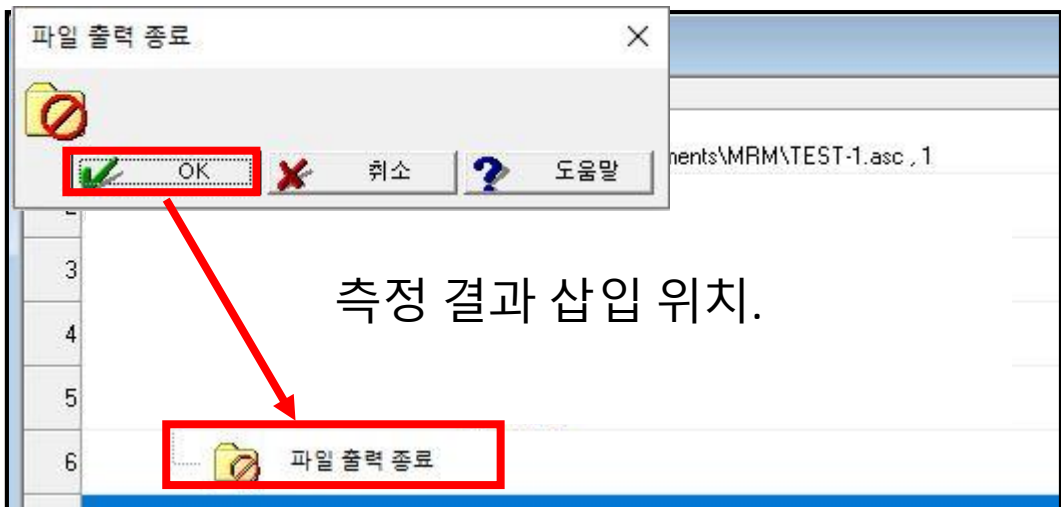 파일 출력 종료
OK 취소 도움말
nents\MRM\TEST-1.asc , 1
3
측정 결과 삽입 위치.
4
5
6 파일 출력 종료